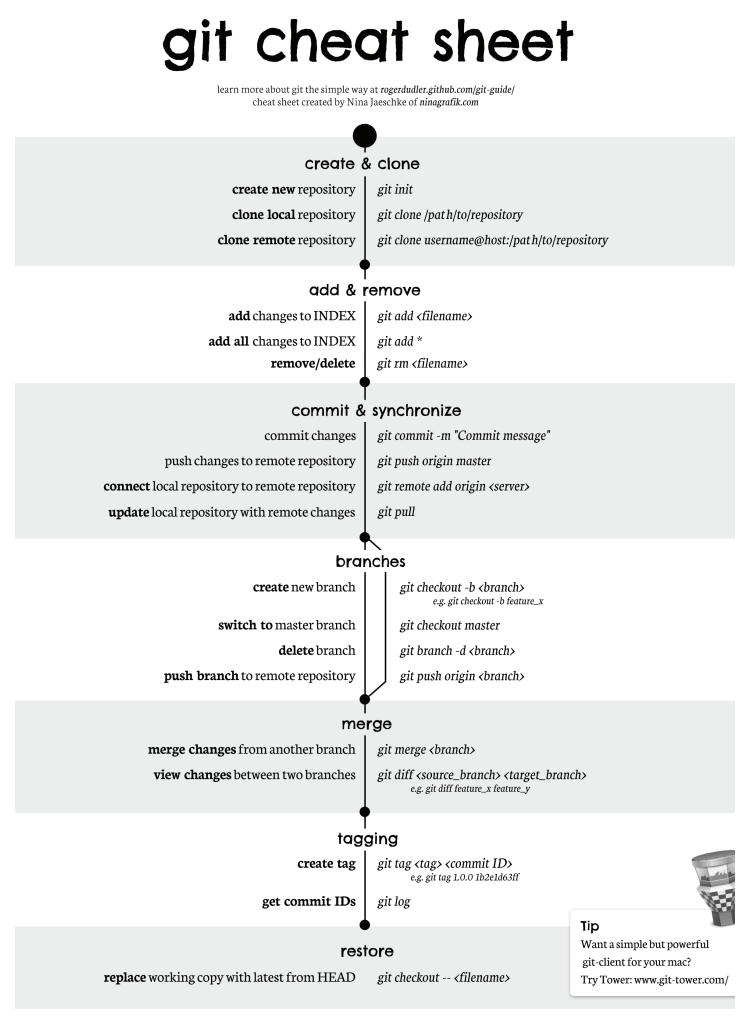 git cheat sheet
learn more about git the simple way at rogerdudler.github.com/git-guide/
cheat sheet created by Nina Jaeschke of ninagrafik.com
create & clone
create new repository git init
clone local repository git clone /path/to/repository
clone remote repository git clone username@host:/path/to/repository
add & remove
add changes to INDEX git add <filename>
add all changes to INDEX git add *
remove/delete git rm <filename>
commit & synchronize
commit changes git commit -m "Commit message"
push changes to remote repository git push origin master
connect local repository to remote repository git remote add origin <server>
update local repository with remote changes git pull
branches
create new branch git checkout -b <branch>
e.g. git checkout -b feature_x
switch to master branch git checkout master
delete branch git branch -d <branch>
push branch to remote repository git push origin <branch>
merge
merge changes from another branch git merge <branch>
view changes between two branches git diff <source_branch> <target_branch>
e.g. git diff feature_x feature_y
tagging
create tag git tag <tag> <commit ID>
e.g. git tag 1.0.0 1b2e1d63ff
get commit IDs git log
restore
replace working copy with latest from HEAD git checkout -- <filename>
Tip
Want a simple but powerful
git-client for your mac?
Try Tower: www.git-tower.com/